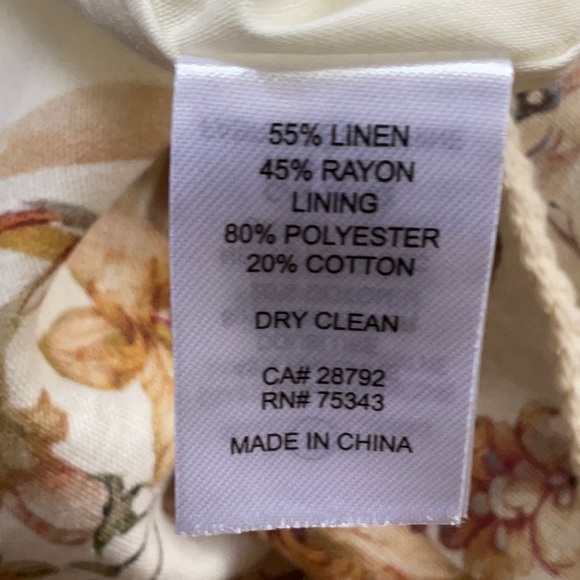 55% LINEN
45% RAYON
LINING
80% POLYESTER
20% COTTON
DRY CLEAN
CA# 28792
RN# 75343
MADE IN CHINA